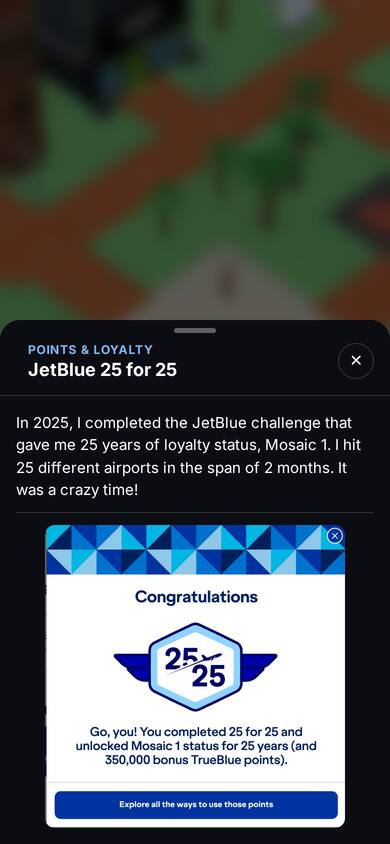 POINTS & LOYALTY
JetBlue 25 for 25
In 2025, I completed the JetBlue challenge that
gave me 25 years of loyalty status, Mosaic 1. I hit
25 different airports in the span of 2 months. It
was a crazy time!
Congratulations
25
25
Go, you! You completed 25 for 25 and
unlocked Mosaic 1 status for 25 years (and
350,000 bonus TrueBlue points).
Explore all the ways to use those points